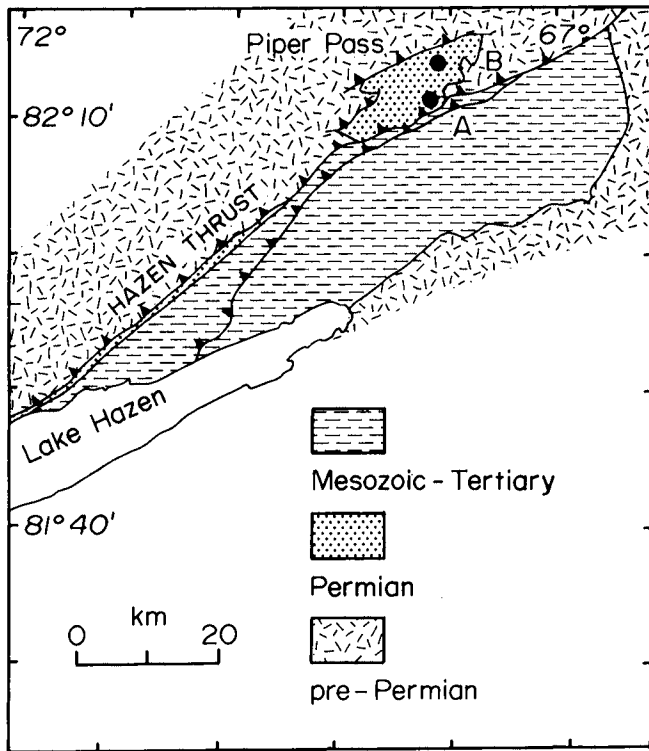 72°
67°
Piper Pass
B
82° 10'
A
HAZEN THRUST
Lake Hazen
Mesozoic - Tertiary
81° 40'
Permian
km
0 20
pre - Permian